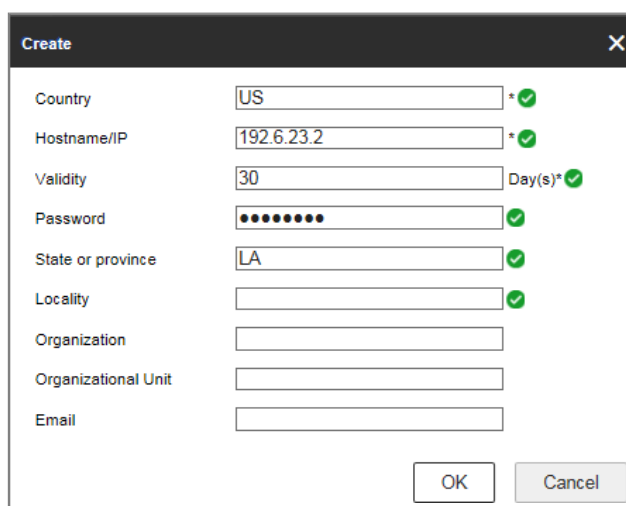 Create
Country US *
Hostname/IP 192.6.23.2 *
Validity 30 Day(s)*
Password ●●●●●●●●
State or province LA
Locality
Organization
Organizational Unit
Email
OK Cancel